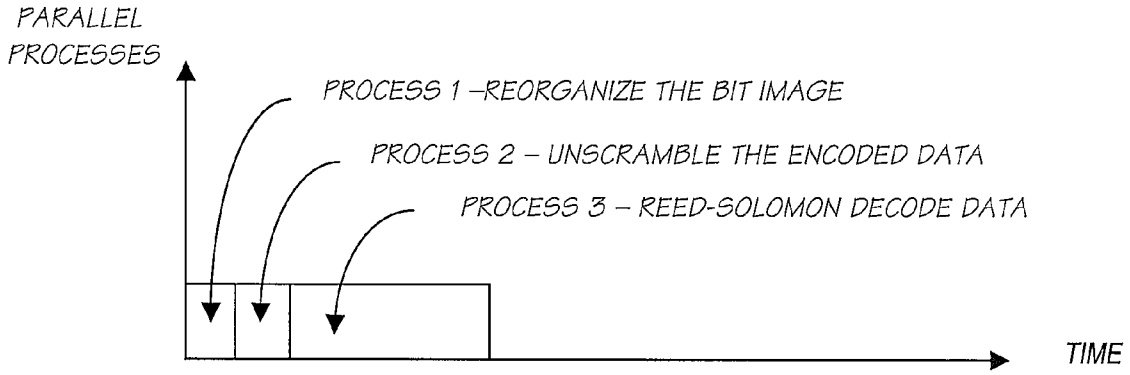 PARALLEL
PROCESSES
PROCESS 1 –REORGANIZE THE BIT IMAGE
PROCESS 2 – UNSCRAMBLE THE ENCODED DATA
PROCESS 3 – REED-SOLOMON DECODE DATA
TIME